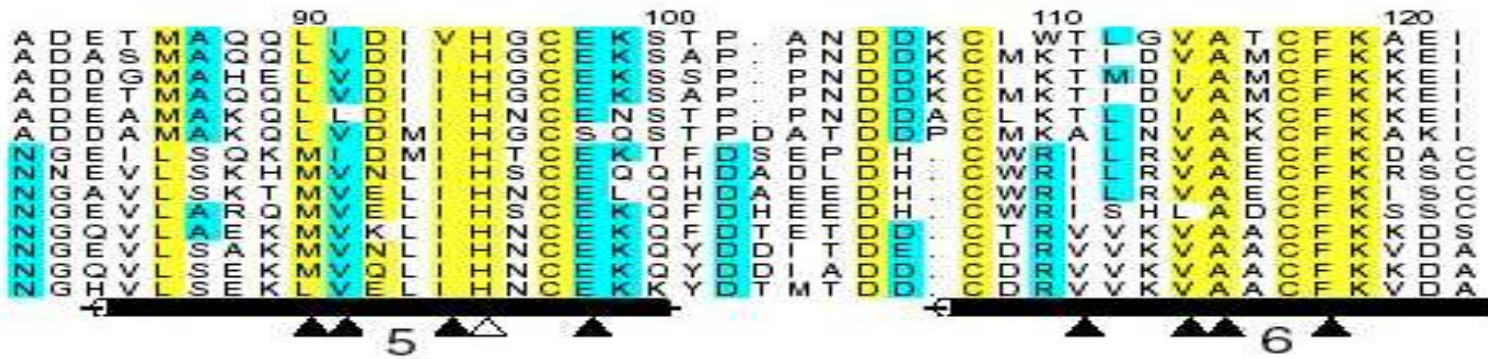 90 100 110 120
A D E T M A Q Q L I D I V H G C E K S T P . A N D D K C I W T L G V A T C F K A E I
A D A S M A Q Q L V D I I H G C E K S A P . P N D D K C M K T I D V A M C F K K E I
A D D G M A H E L V D I I H G C E K S S P . P N D D K C I K T M D I A M C F K K E I
A D E T M A Q Q L V D I I H G C E K S A P . P N D D K C M K T I D V A M C F K K E I
A D E A M A K Q L L D I I H N C E N S T P . P N D D A C L K T L D I A K C F K K E I
A D D A M A K Q L V D M I H G C S Q S T P D A T D D P C M K A L N V A K C F K A K I
N G E I L S Q K M I D M I H T C E K T F D S E P D H . C W R I L R V A E C F K D A C
N N E V L S K H M V N L I H S C E Q Q H D A D L D H . C W R I L R V A E C F K R S C
N G A V L S K T M V E L I H N C E L Q H D A E E D H . C W R I L R V A E C F K I S C
N G E V L A R Q M V E L I H S C E K Q F D H E E D H . C W R I S H L A D C F K S S C
N G Q V L A E K M V K L I H N C E K Q F D T E T D D . C T R V V K V A A C F K K D S
N G E V L S A K M V N L I H N C E K Q Y D D I T D E . C D R V V K V A A C F K V D A
N G Q V L S E K M V Q L I H N C E K Q Y D D I A D D . C D R V V K V A A C F K K D A
N G H V L S E K L V E L I H N C E K K Y D T M T D D . C D R V V K V A A C F K V D A
5 6